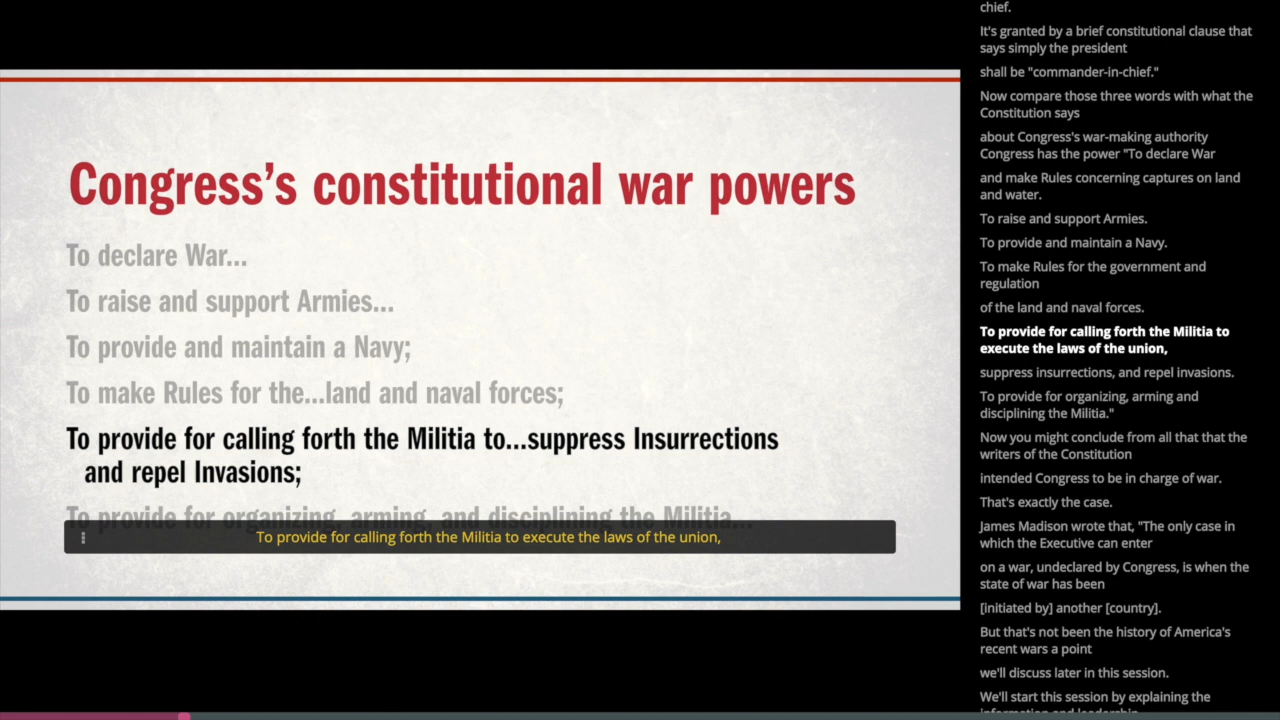 Congress's constitutional war powers
To declare War...
To raise and support Armies...
To provide and maintain a Navy;
To make Rules for the...land and naval forces;
To provide for calling forth the Militia to...suppress Insurrections
and repel Invasions;
To provide for organizing, arming, and disciplining the Militia...
To provide for calling forth the Militia to execute the laws of the union,
chief.
It's granted by a brief constitutional clause that
says simply the president
shall be "commander-in-chief."
Now compare those three words with what the
Constitution says
about Congress's war-making authority
Congress has the power "To declare War
and make Rules concerning captures on land
and water.
To raise and support Armies.
To provide and maintain a Navy.
To make Rules for the government and
regulation
of the land and naval forces.
To provide for calling forth the Militia to
execute the laws of the union,
suppress insurrections, and repel invasions.
To provide for organizing, arming and
disciplining the Militia."
Now you might conclude from all that that the
writers of the Constitution
intended Congress to be in charge of war.
That's exactly the case.
James Madison wrote that, "The only case in
which the Executive can enter
on a war, undeclared by Congress, is when the
state of war has been
[initiated by] another [country].
But that's not been the history of America's
recent wars a point
we'll discuss later in this session.
We'll start this session by explaining the
information and leadership